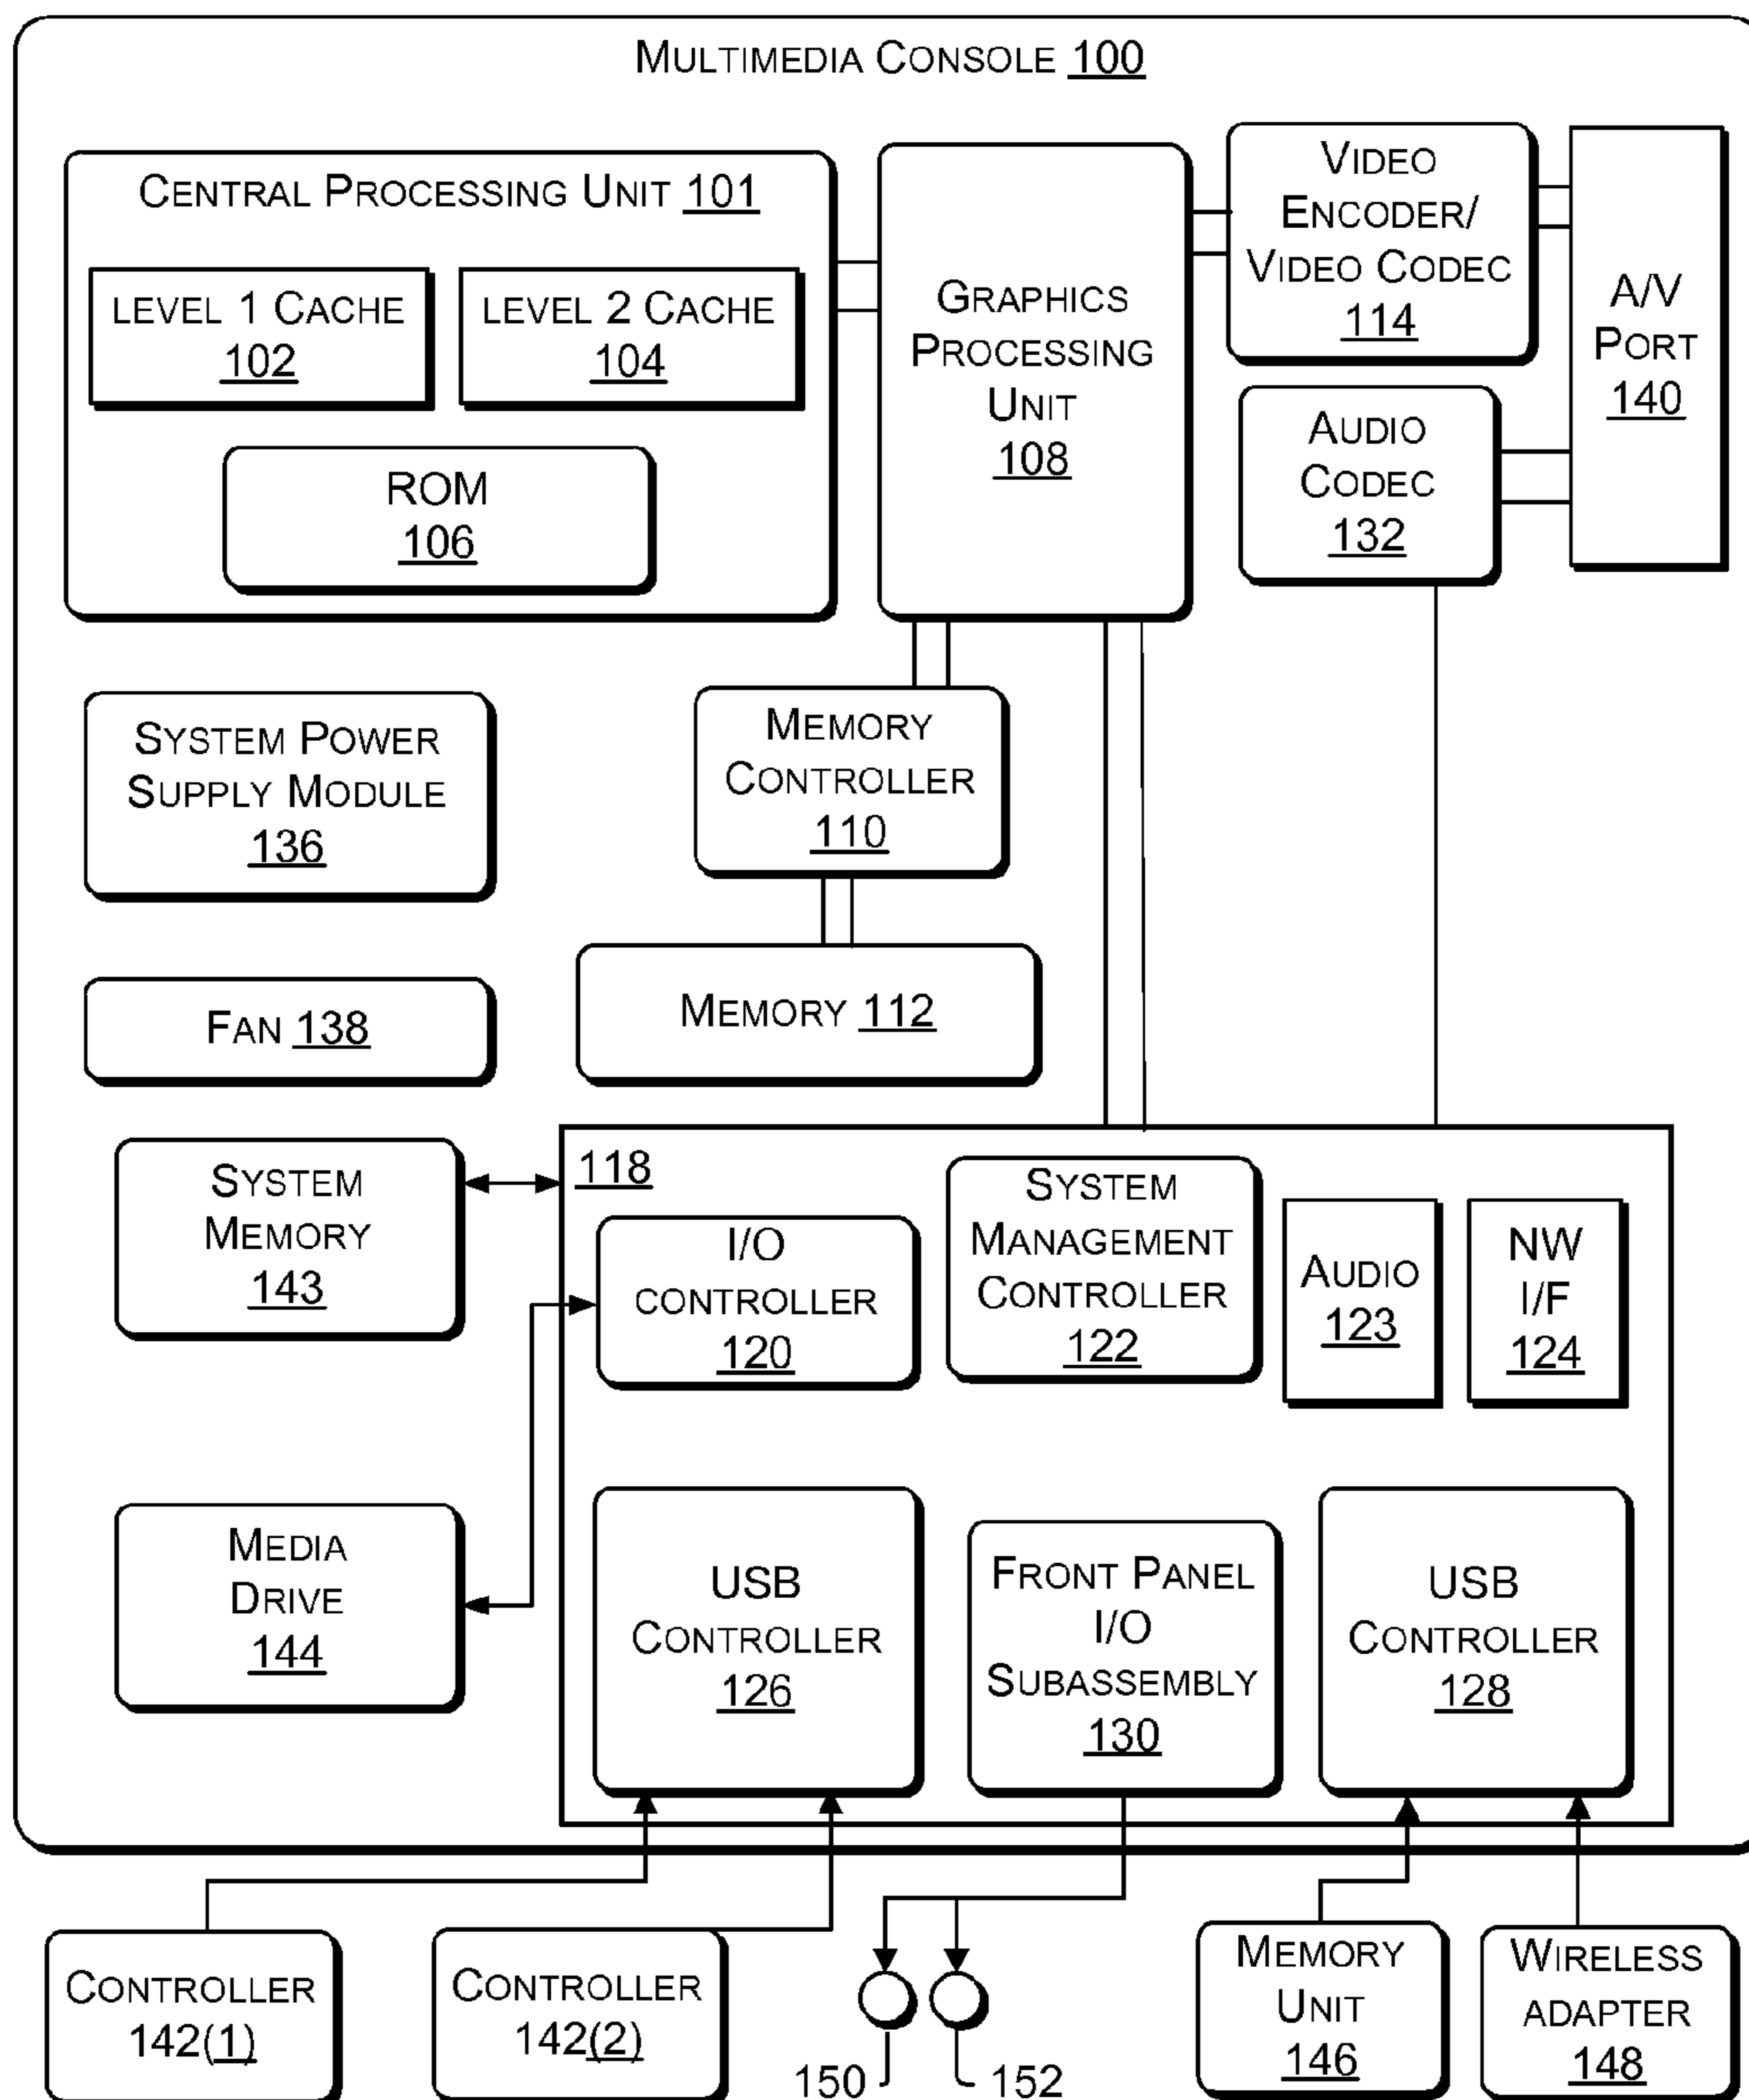 MULTIMEDIA CONSOLE 100
CENTRAL PROCESSING UNIT 101
LEVEL 1 CACHE
102
LEVEL 2 CACHE
104
ROM
106
GRAPHICS
PROCESSING
UNIT
108
VIDEO
ENCODER/
VIDEO CODEC
114
A/V
PORT
140
AUDIO
CODEC
132
SYSTEM POWER
SUPPLY MODULE
136
MEMORY
CONTROLLER
110
FAN 138
MEMORY 112
SYSTEM
MEMORY
143
118
I/O
CONTROLLER
120
SYSTEM
MANAGEMENT
CONTROLLER
122
AUDIO
123
NW
I/F
124
MEDIA
DRIVE
144
USB
CONTROLLER
126
FRONT PANEL
I/O
SUBASSEMBLY
130
USB
CONTROLLER
128
CONTROLLER
142(1)
CONTROLLER
142(2)
150
152
MEMORY
UNIT
146
WIRELESS
ADAPTER
148